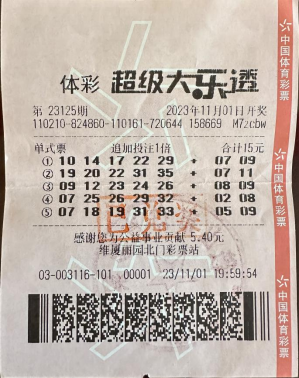 体彩 超级大乐透
第 23125期 2023年11月01日开奖
110210-824860-110161-720644 158669 M7zcbw
单式票 追加投注1倍 合计15元
① 10 14 17 22 29 + 07 09
② 19 20 22 31 35 + 07 11
③ 09 12 23 24 26 + 08 09
④ 07 25 26 29 32 + 02 08
⑤ 07 18 19 31 33 + 05 09
感谢您为公益事业贡献 5.40元
维厦丽园北门彩票站
03-003116-101 00001 23/11/01 19:59:54
中国体育彩票
中国体育彩票
中国体育彩票